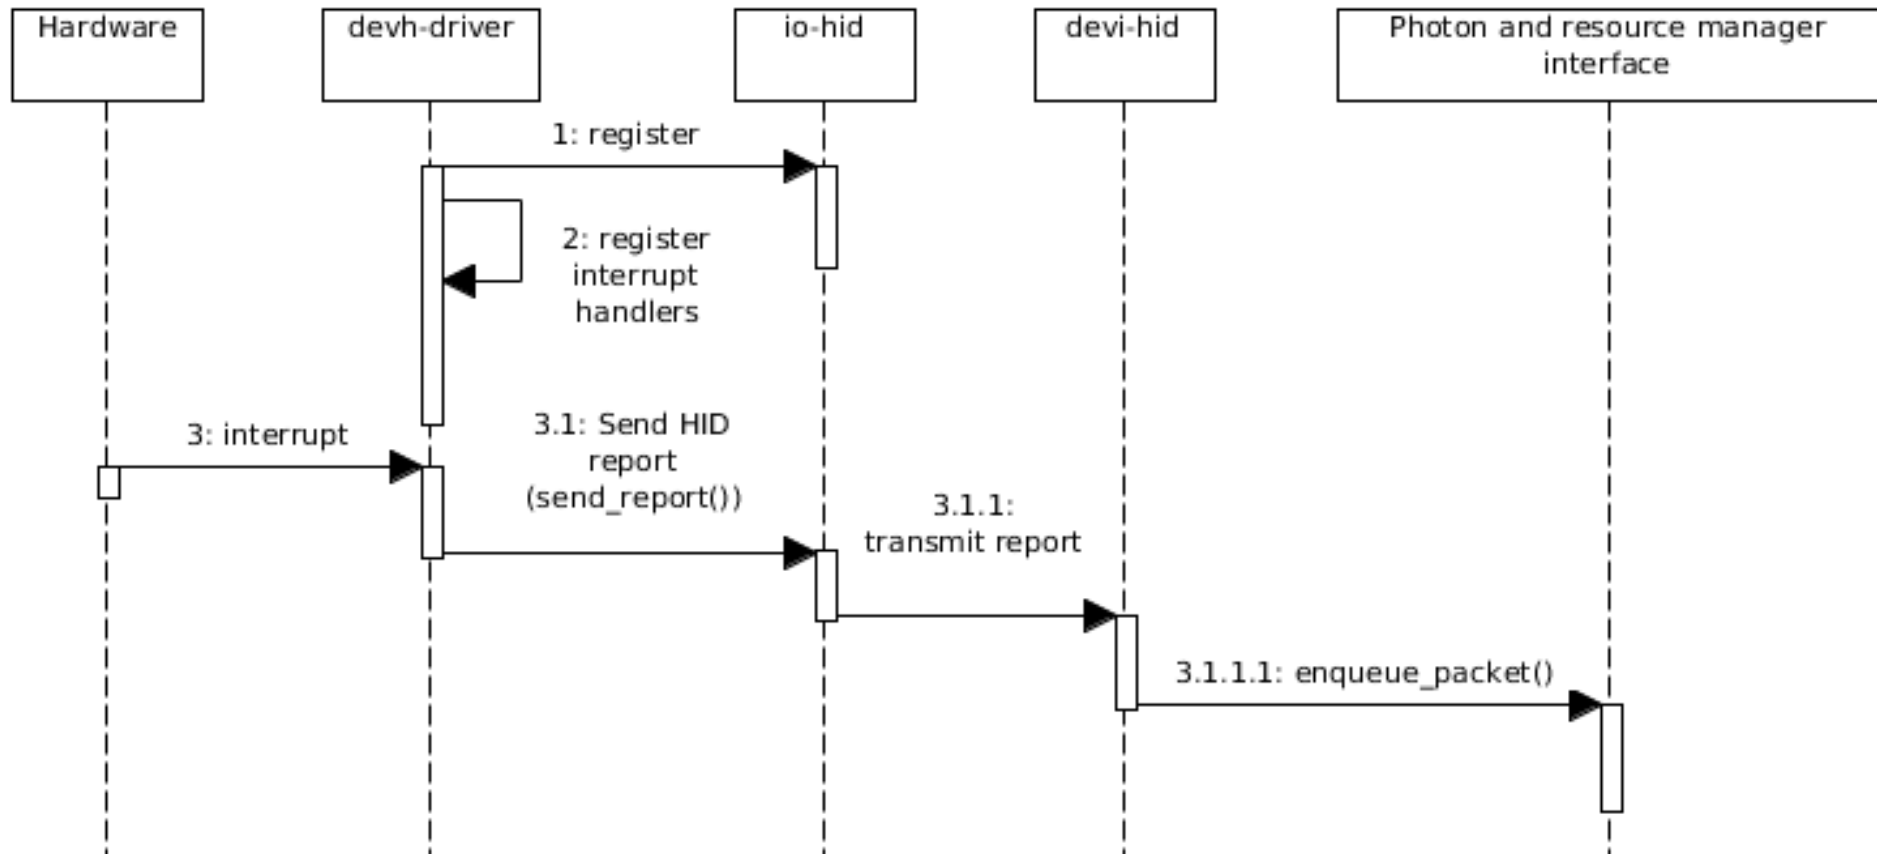 Hardware
devh-driver
io-hid
devi-hid
Photon and resource manager
interface
1: register
2: register
interrupt
handlers
3: interrupt
3.1: Send HID
report
(send_report())
3.1.1:
transmit report
3.1.1.1: enqueue_packet()